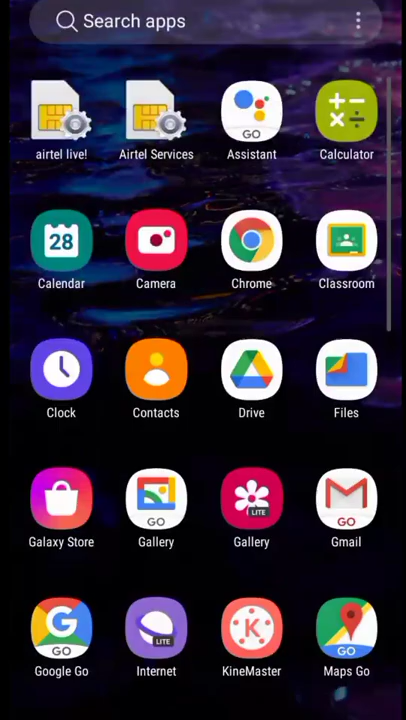 Search apps
airtel live!
Airtel Services
GO
Assistant
Calculator
28
Calendar
Camera
Chrome
Classroom
Clock
Contacts
Drive
Files
Galaxy Store
GO
Gallery
LITE
Gallery
GO
Gmail
G
GO
Google Go
LITE
Internet
K
KineMaster
GO
Maps Go